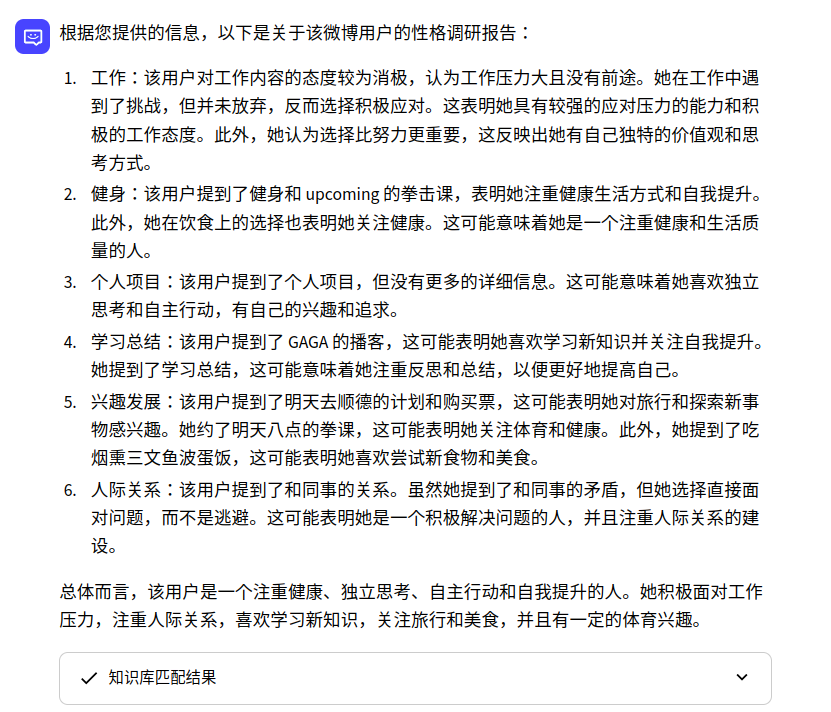 根据您提供的信息，以下是关于该微博用户的性格调研报告：
1. 工作：该用户对工作内容的态度较为消极，认为工作压力大且没有前途。她在工作中遇
到了挑战，但并未放弃，反而选择积极应对。这表明她具有较强的应对压力的能力和积
极的工作态度。此外，她认为选择比努力更重要，这反映出她有自己独特的价值观和思
考方式。
2. 健身：该用户提到了健身和 upcoming 的拳击课，表明她注重健康生活方式和自我提升。
此外，她在饮食上的选择也表明她关注健康。这可能意味着她是一个注重健康和生活质
量的人。
3. 个人项目：该用户提到了个人项目，但没有更多的详细信息。这可能意味着她喜欢独立
思考和自主行动，有自己的兴趣和追求。
4. 学习总结：该用户提到了 GAGA 的播客，这可能表明她喜欢学习新知识并关注自我提升。
她提到了学习总结，这可能意味着她注重反思和总结，以便更好地提高自己。
5. 兴趣发展：该用户提到了明天去顺德的计划和购买票，这可能表明她对旅行和探索新事
物感兴趣。她约了明天八点的拳课，这可能表明她关注体育和健康。此外，她提到了吃
烟熏三文鱼波蛋饭，这可能表明她喜欢尝试新食物和美食。
6. 人际关系：该用户提到了和同事的关系。虽然她提到了和同事的矛盾，但她选择直接面
对问题，而不是逃避。这可能表明她是一个积极解决问题的人，并且注重人际关系的建
设。
总体而言，该用户是一个注重健康、独立思考、自主行动和自我提升的人。她积极面对工作
压力，注重人际关系，喜欢学习新知识，关注旅行和美食，并且有一定的体育兴趣。
知识库匹配结果